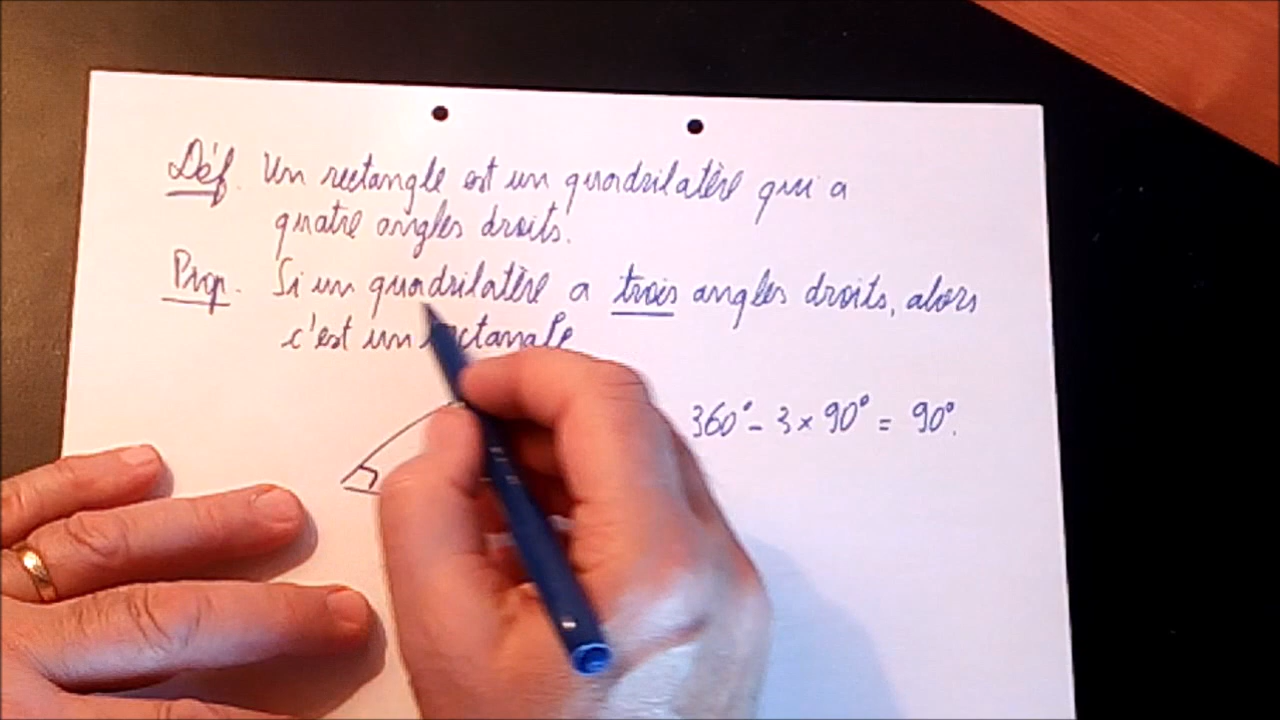 Déf. Un rectangle est un quadrilatère qui a
quatre angles droits.
Prop. Si un quadrilatère a trois angles droits, alors
c'est un rectangle
360° - 3 × 90° = 90°.